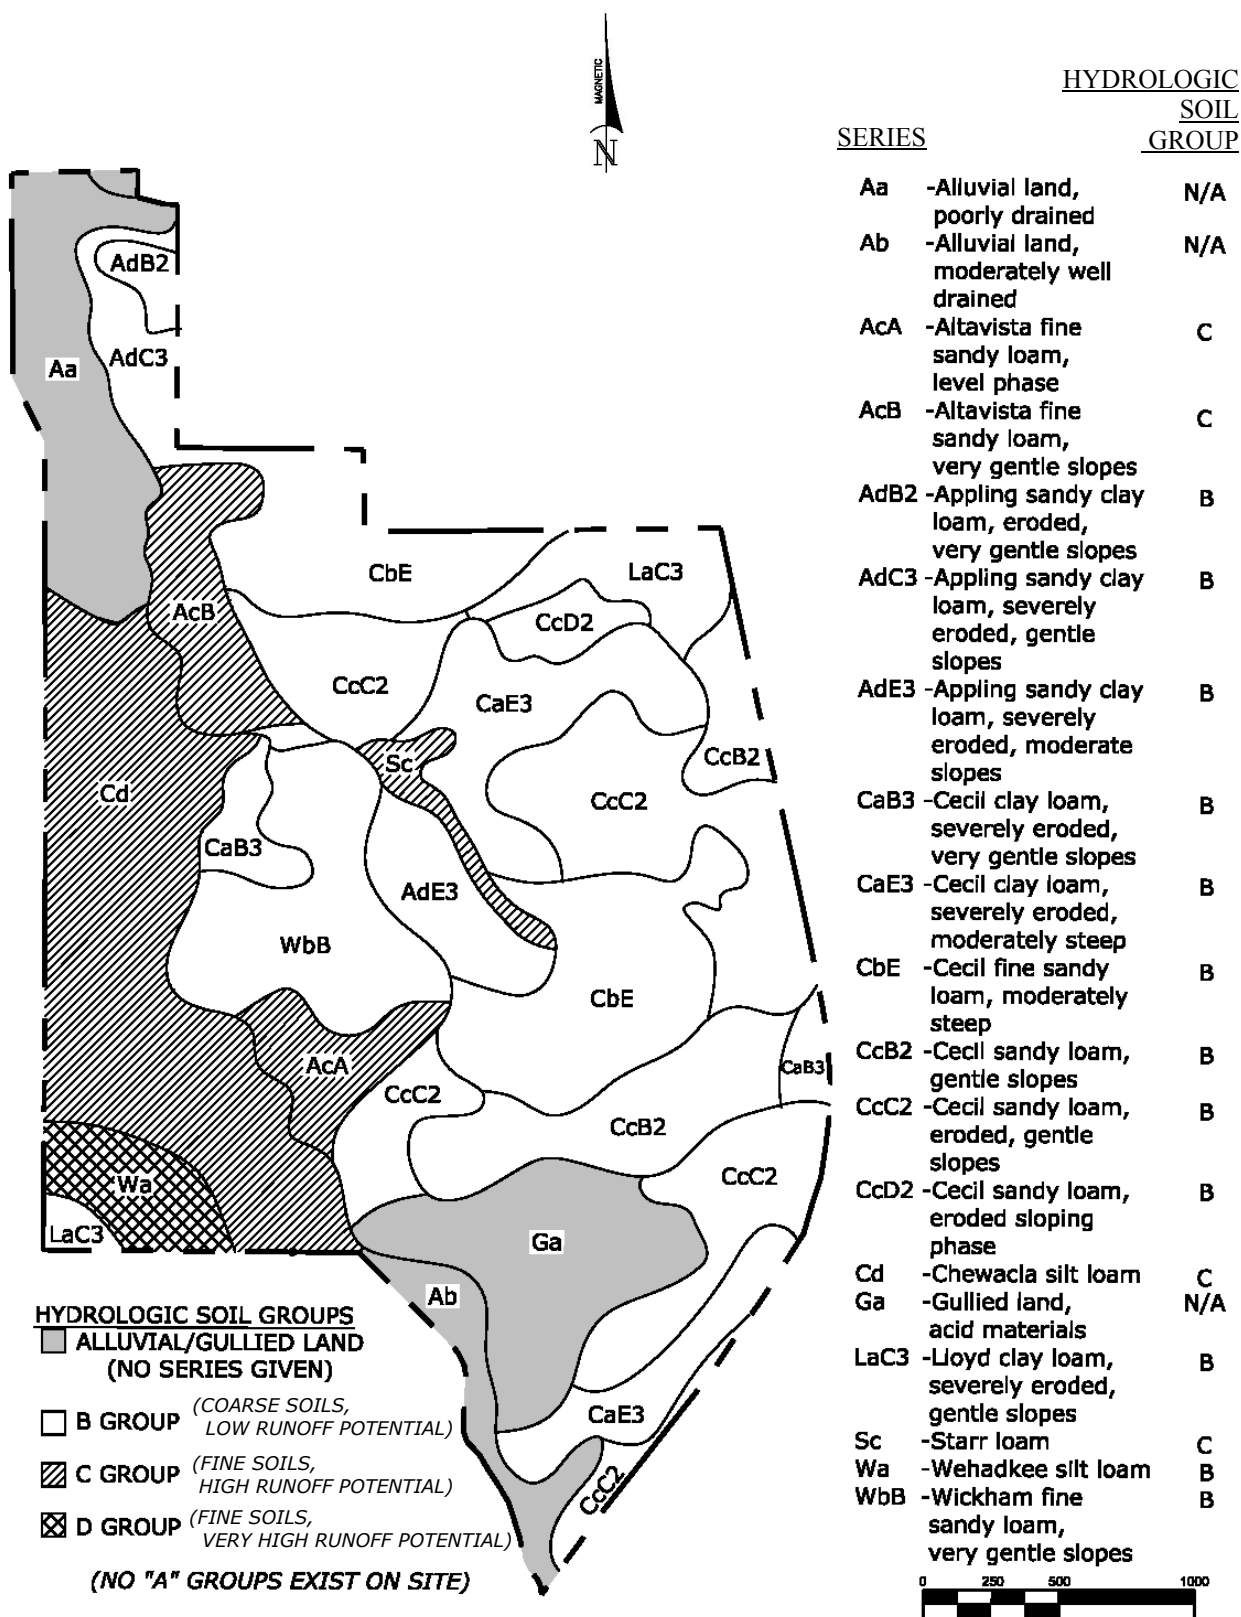 MAGNETIC
N
HYDROLOGIC
SOIL
SERIES GROUP
Aa -Alluvial land, N/A
poorly drained
Ab -Alluvial land, N/A
moderately well
drained
AcA -Altavista fine C
sandy loam,
level phase
AcB -Altavista fine C
sandy loam,
very gentle slopes
AdB2 -Appling sandy clay B
loam, eroded,
very gentle slopes
AdC3 -Appling sandy clay B
loam, severely
eroded, gentle
slopes
AdE3 -Appling sandy clay B
loam, severely
eroded, moderate
slopes
CaB3 -Cecil clay loam, B
severely eroded,
very gentle slopes
CaE3 -Cecil clay loam, B
severely eroded,
moderately steep
CbE -Cecil fine sandy B
loam, moderately
steep
CcB2 -Cecil sandy loam, B
gentle slopes
CcC2 -Cecil sandy loam, B
eroded, gentle
slopes
CcD2 -Cecil sandy loam, B
eroded sloping
phase
Cd -Chewacla silt loam C
Ga -Gullied land, N/A
acid materials
LaC3 -Lloyd clay loam, B
severely eroded,
gentle slopes
Sc -Starr loam C
Wa -Wehadkee silt loam B
WbB -Wickham fine B
sandy loam,
very gentle slopes
0 250 500 1000
AdB2
AdC3
Aa
CbE
LaC3
AcB
CcD2
CcC2
CaE3
CcB2
Sc
Cd
CcC2
CaB3
AdE3
WbB
CbE
AcA
CaB3
CcC2
CcB2
CcC2
Wa
LaC3
Ga
Ab
CaE3
CcC2
HYDROLOGIC SOIL GROUPS
ALLUVIAL/GULLIED LAND
(NO SERIES GIVEN)
B GROUP (COARSE SOILS,
LOW RUNOFF POTENTIAL)
C GROUP (FINE SOILS,
HIGH RUNOFF POTENTIAL)
D GROUP (FINE SOILS,
VERY HIGH RUNOFF POTENTIAL)
(NO "A" GROUPS EXIST ON SITE)